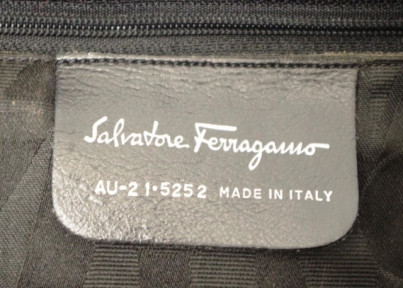 Salvatore Ferragamo
AU-21·5252 MADE IN ITALY